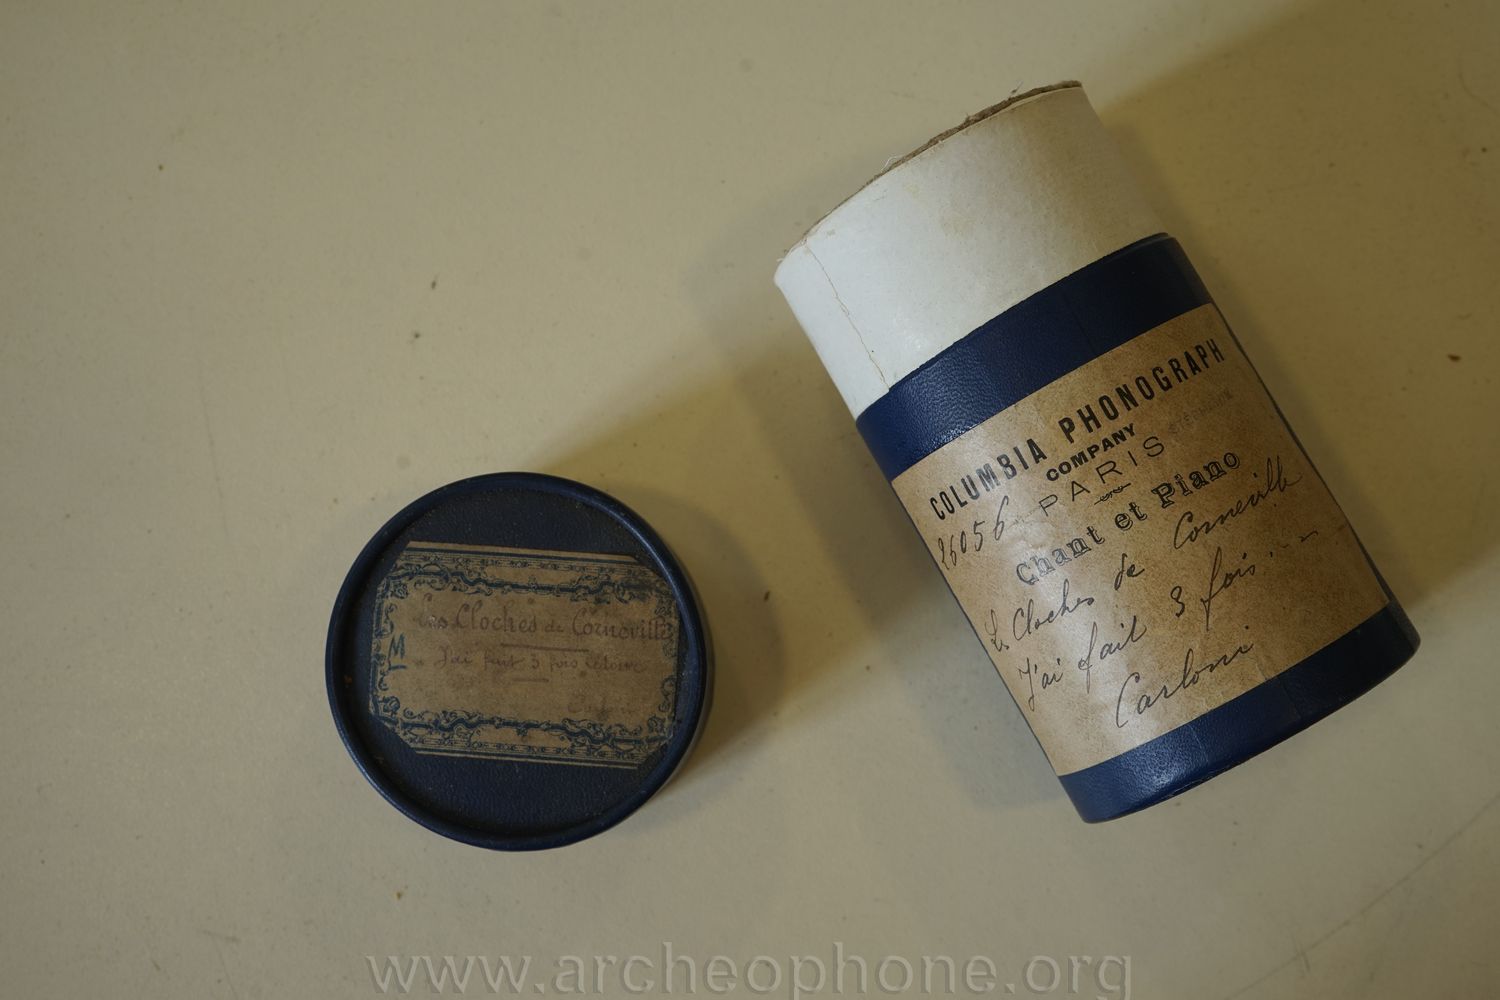 Les Cloches de Corneville
J'ai fait 3 fois
M
COLUMBIA PHONOGRAPH
COMPANY
PARIS
26056
Chant et Piano
Cloches de Corneville
J'ai fait 3 fois...
Carloni
www.archeophone.org